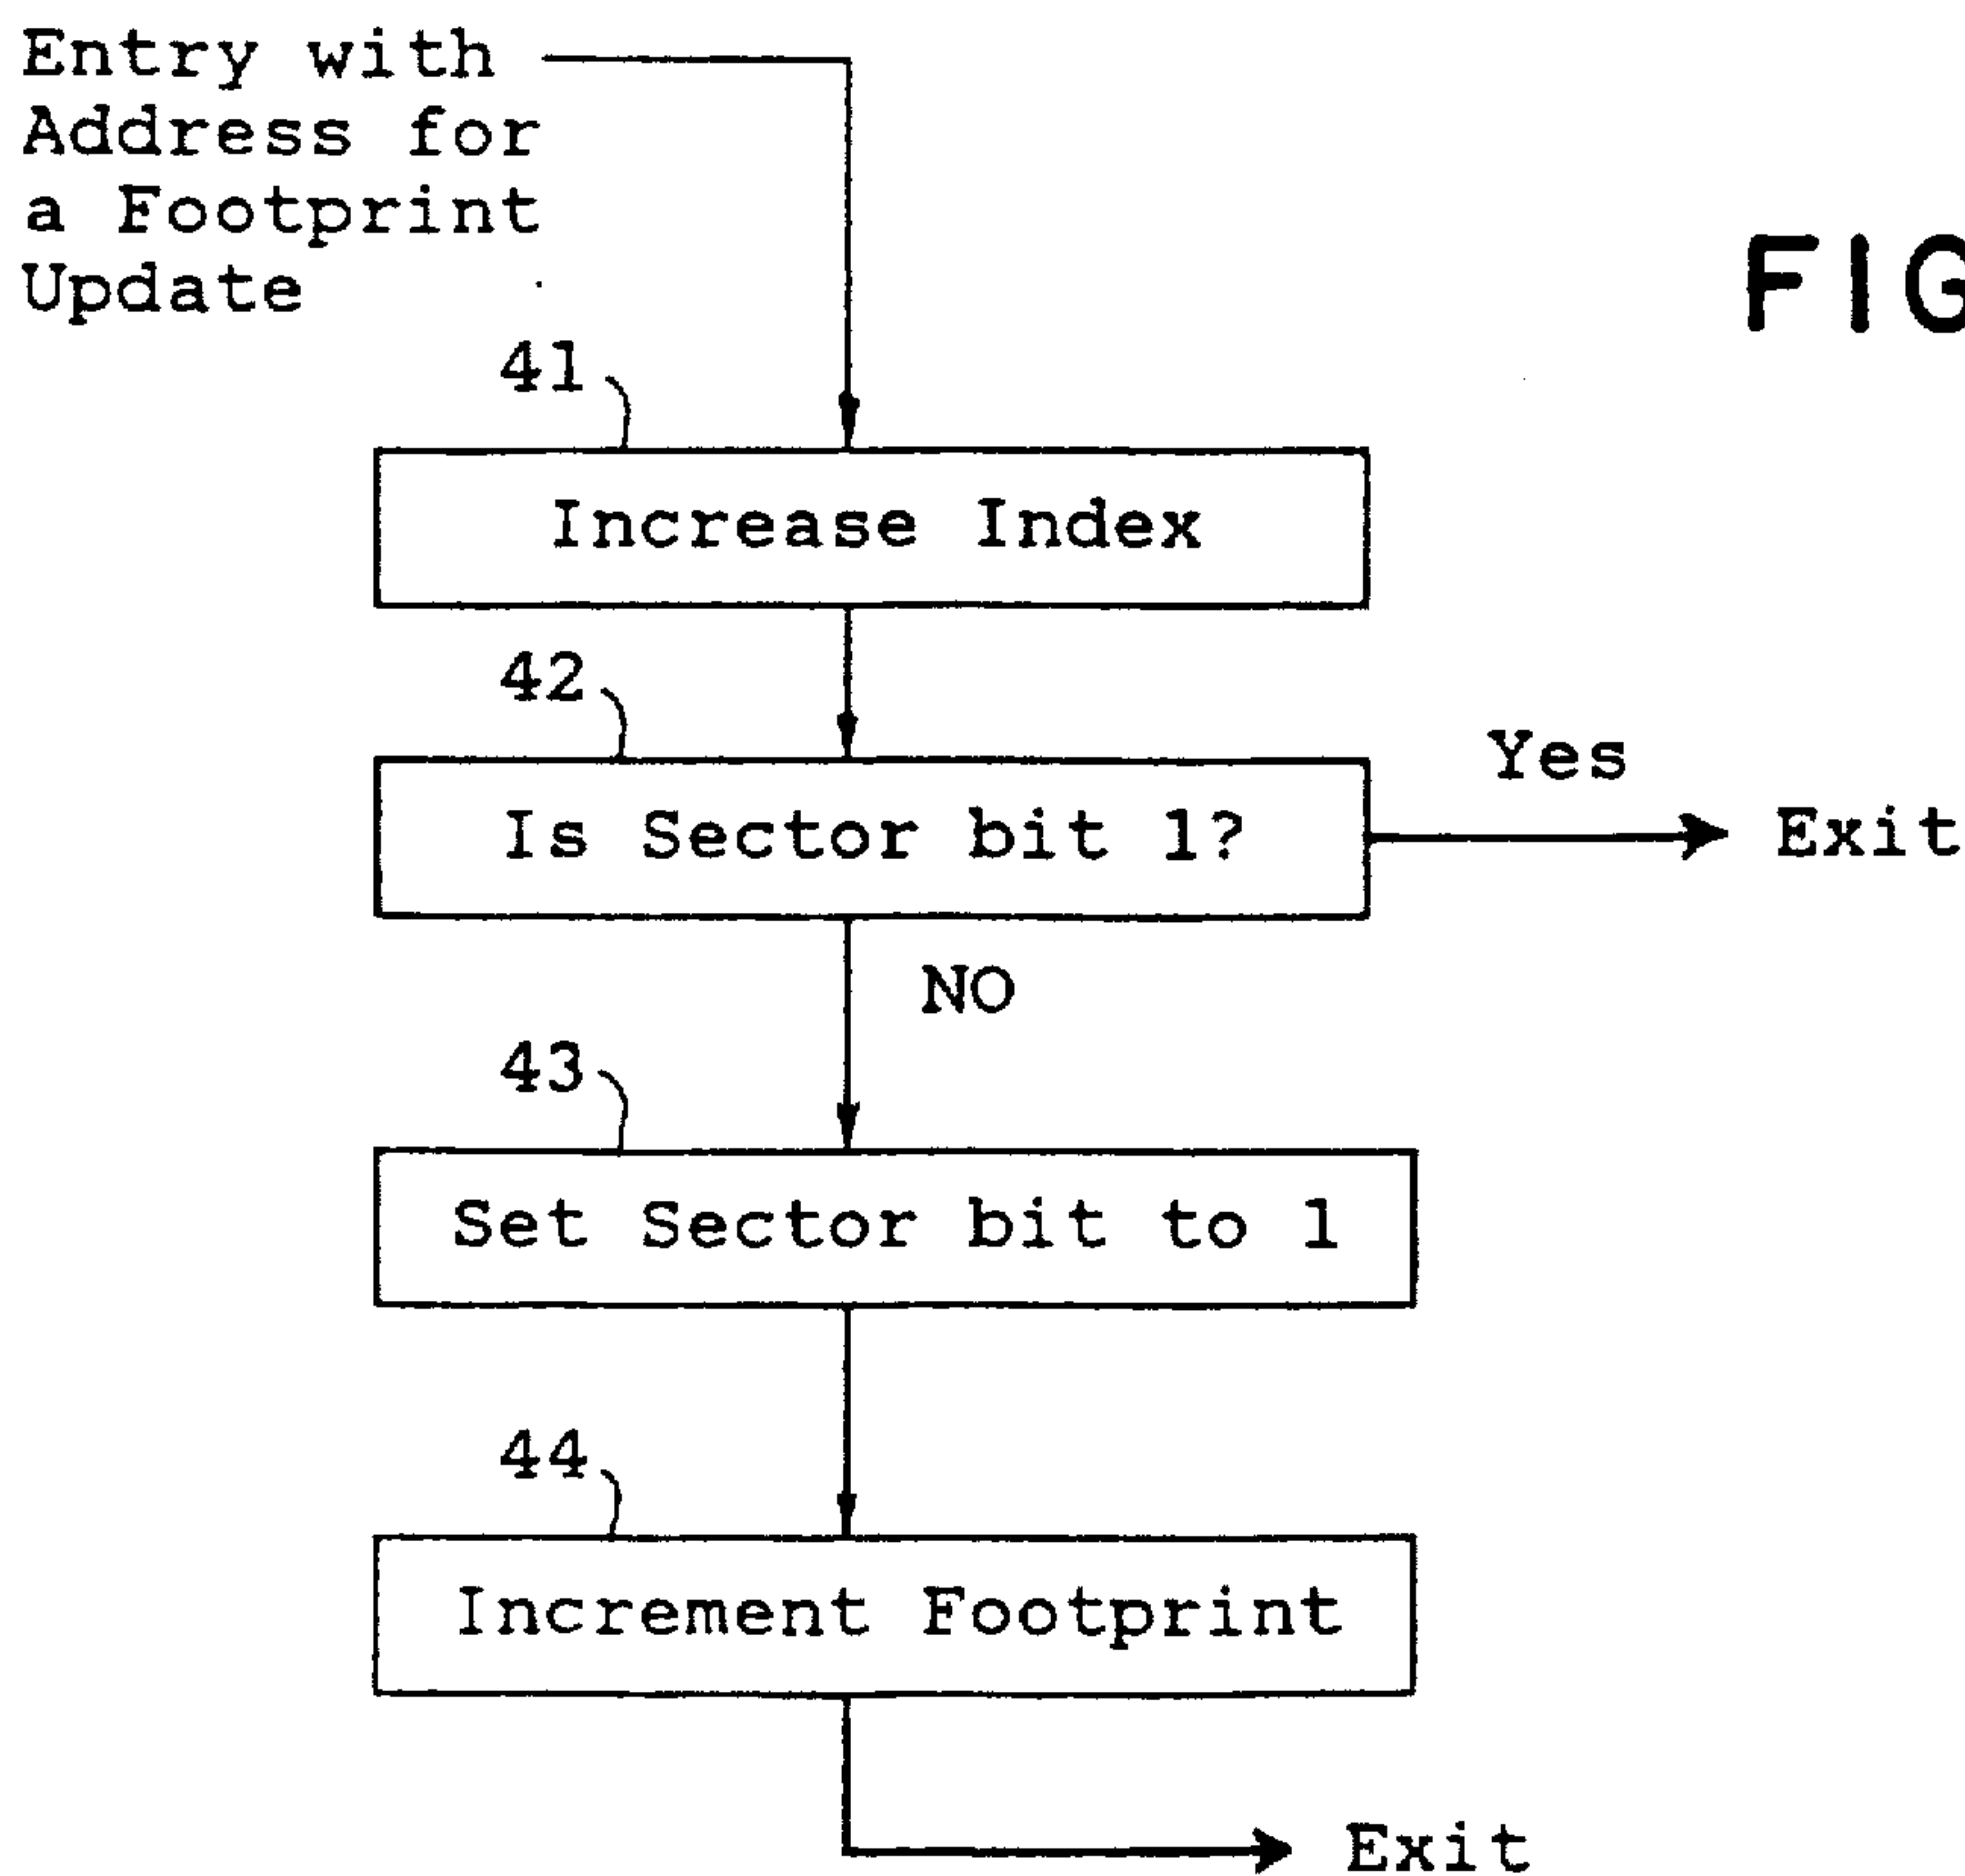 Entry with
Address for
a Footprint
Update
FIG
41
Increase Index
42
Is Sector bit 1?
Yes
Exit
NO
43
Set Sector bit to 1
44
Increment Footprint
Exit